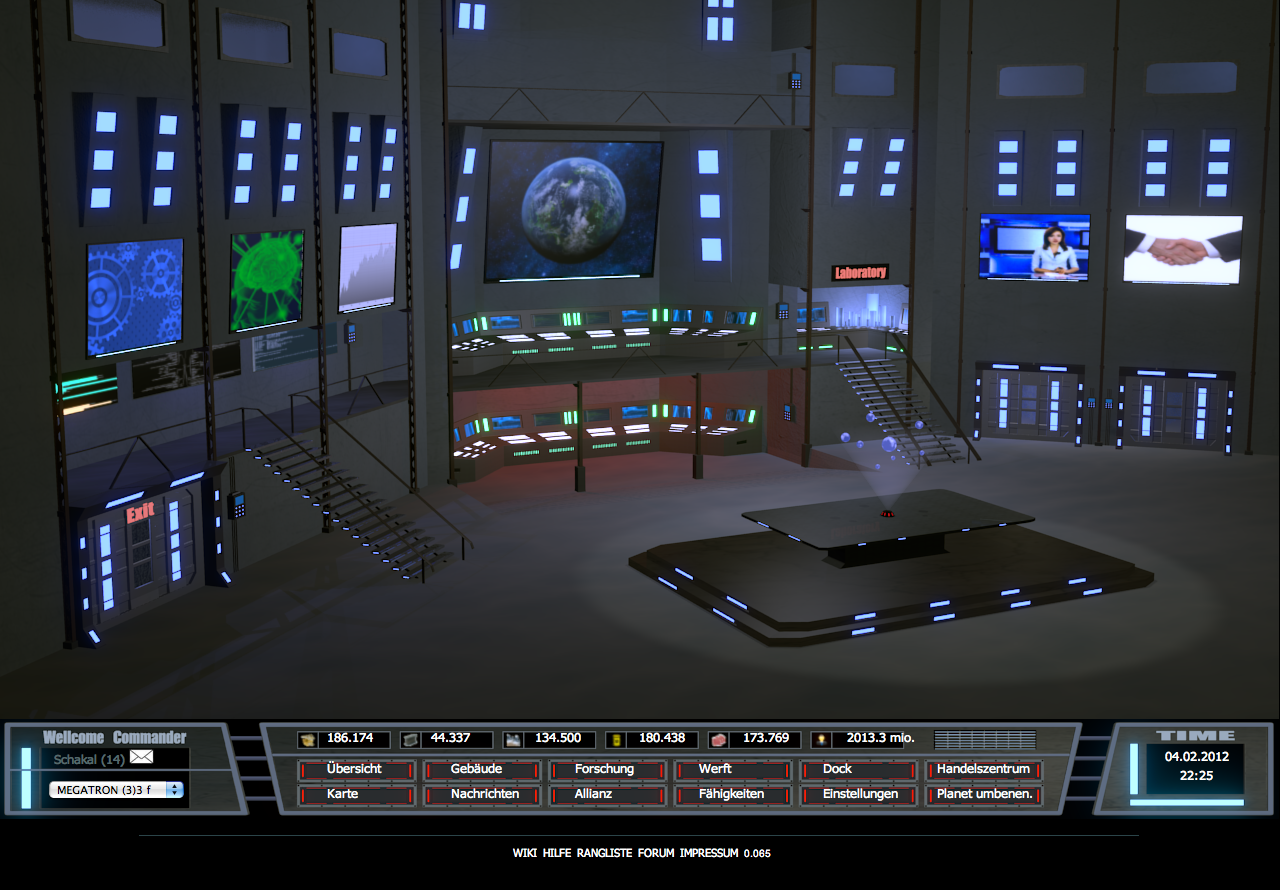 Laboratory
Exit
Wellcome Commander
Schakal (14)
MEGATRON (3)3 f
186.174 44.337 134.500 180.438 173.769 2013.3 mio.
Übersicht Gebäude Forschung Werft Dock Handelszentrum
Karte Nachrichten Allianz Fähigkeiten Einstellungen Planet umbenen.
TIME
04.02.2012
22:25
WIKI HILFE RANGLISTE FORUM IMPRESSUM 0.065